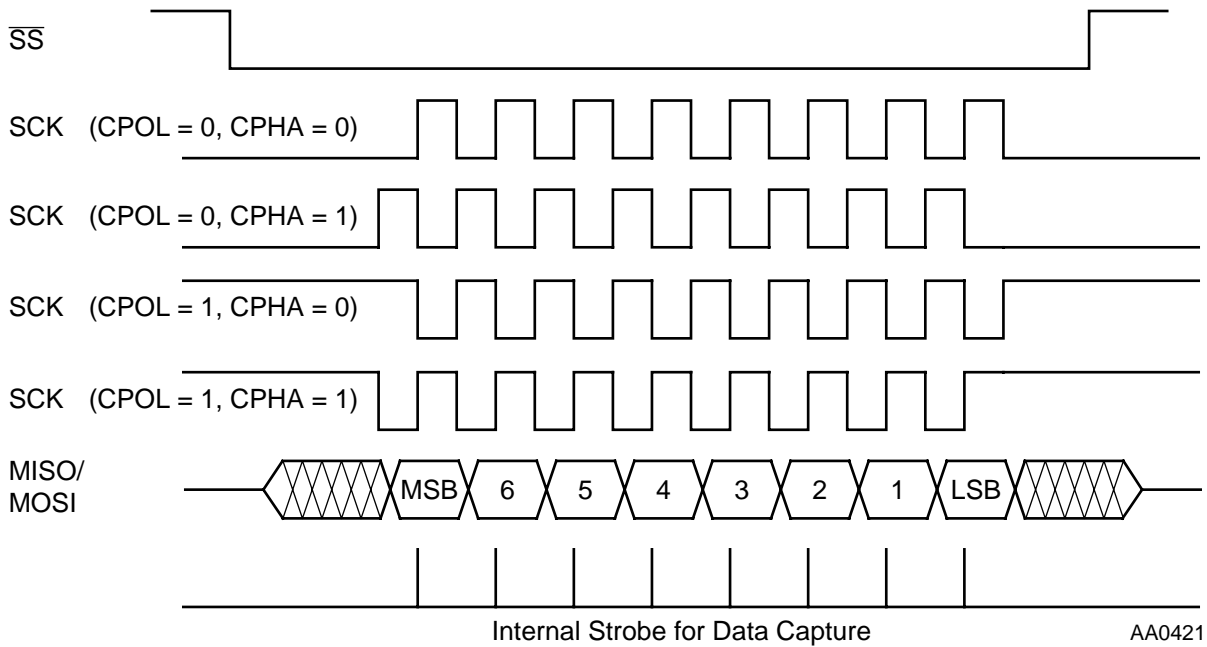 S̅S̅
SCK (CPOL = 0, CPHA = 0)
SCK (CPOL = 0, CPHA = 1)
SCK (CPOL = 1, CPHA = 0)
SCK (CPOL = 1, CPHA = 1)
MISO/
MOSI
MSB 6 5 4 3 2 1 LSB
Internal Strobe for Data Capture
AA0421